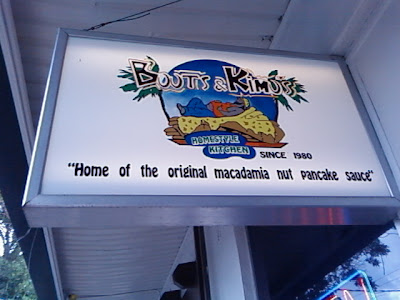 BOOTS & KIMO'S
HOMESTYLE
KITCHEN
SINCE 1980
"Home of the original macadamia nut pancake sauce"